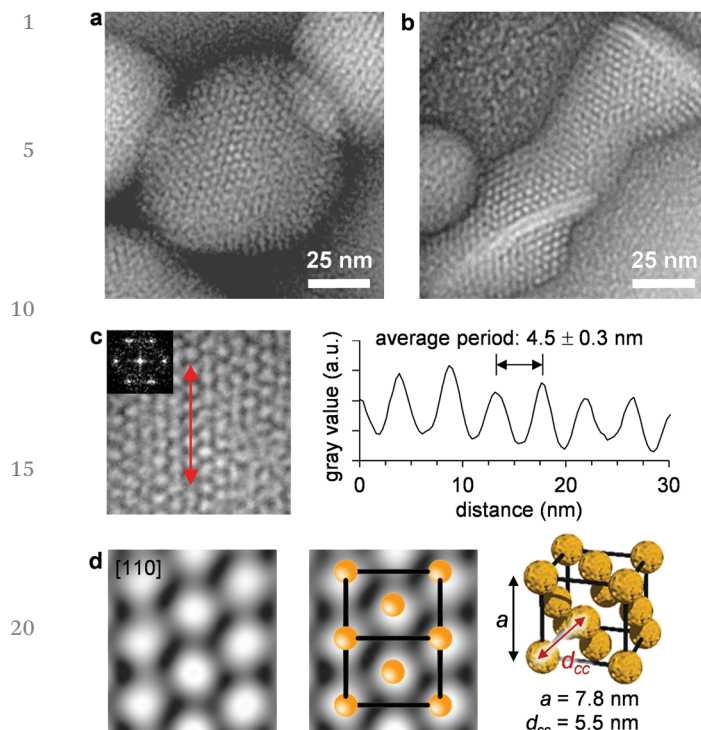 1
a
b
5
25 nm
25 nm
10
c
average period: 4.5 ± 0.3 nm
gray value (a.u.)
0
10
20
30
distance (nm)
15
d
[110]
20
a
dcc
a = 7.8 nm
dcc = 5.5 nm